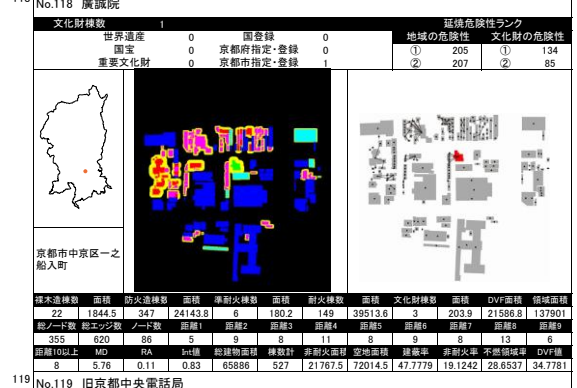 No.118 廣誠院
文化財棟数 1 延焼危険性ランク
世界遺産 0 国登録 0 地域の危険性 文化財の危険性
国宝 0 京都府指定・登録 0 ① 205 ① 134
重要文化財 0 京都市指定・登録 1 ② 207 ② 85
京都市中京区一之
船入町
裸木造棟数 面積 防火造棟数 面積 準耐火棟数 面積 耐火棟数 面積 文化財棟数 面積 DVF面積 領域面積
22 1844.5 347 24143.8 6 180.2 149 39513.6 3 203.9 21586.8 137901
総ノード数 総エッジ数 ノード数 距離1 距離2 距離3 距離4 距離5 距離6 距離7 距離8 距離9
355 620 86 5 9 8 11 8 9 8 13 6
距離10以上 MD RA Int値 総建物面積 棟数計 非耐火面積 空地面積 建蔽率 非耐火率 不燃領域率 DVF値
8 5.76 0.11 0.83 65886 527 21767.5 72014.5 47.7779 19.1242 28.6537 34.7781
119 No.119 旧京都中央電話局